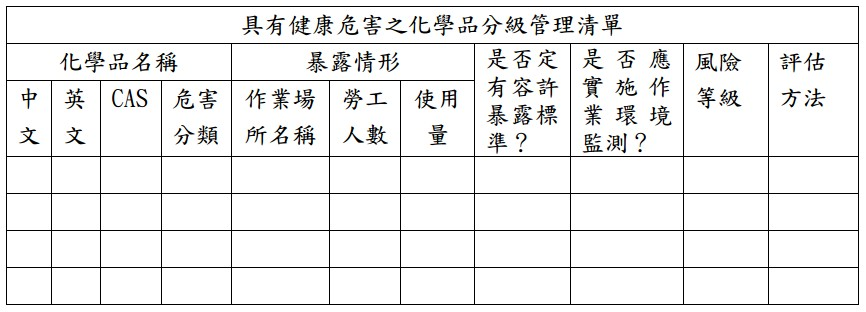 具有健康危害之化學品分級管理清單
化學品名稱
暴露情形
是否定
有容許
暴露標
準？
是否應
實施作
業環境
監測？
風險
等級
評估
方法
中
文
英
文
CAS
危害
分類
作業場
所名稱
勞工
人數
使用
量